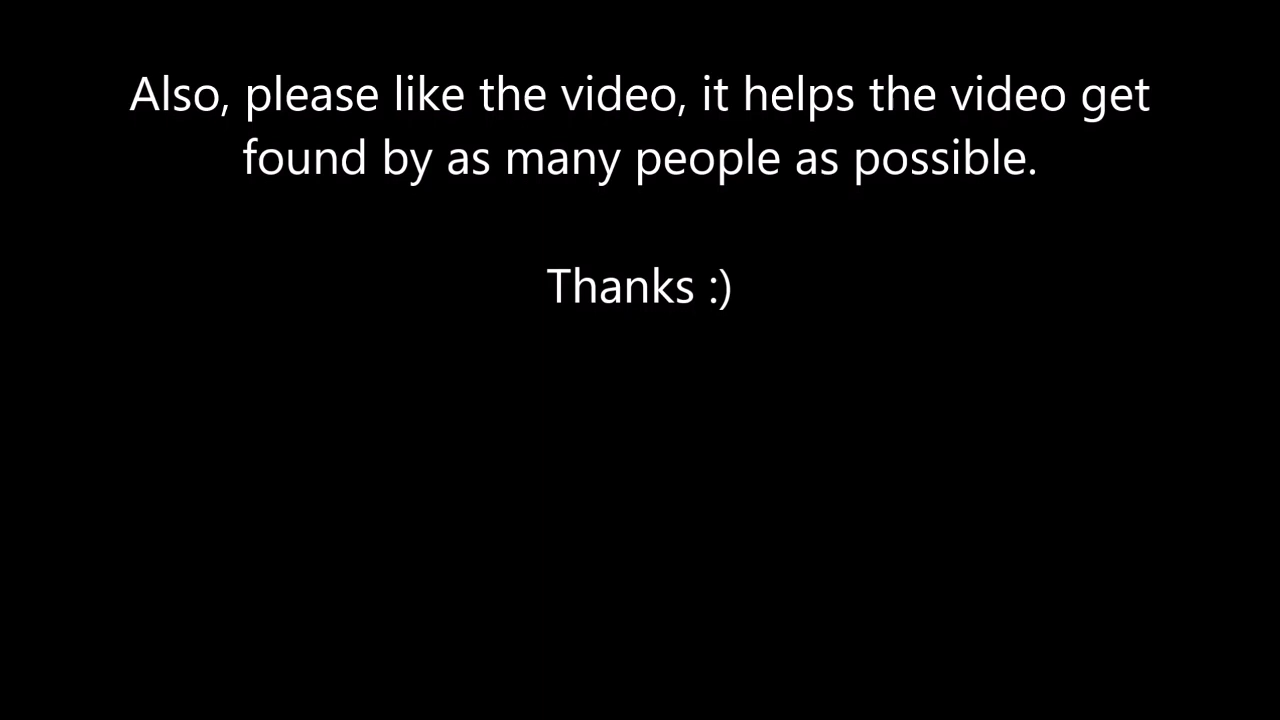 Also, please like the video, it helps the video get
found by as many people as possible.
Thanks :)